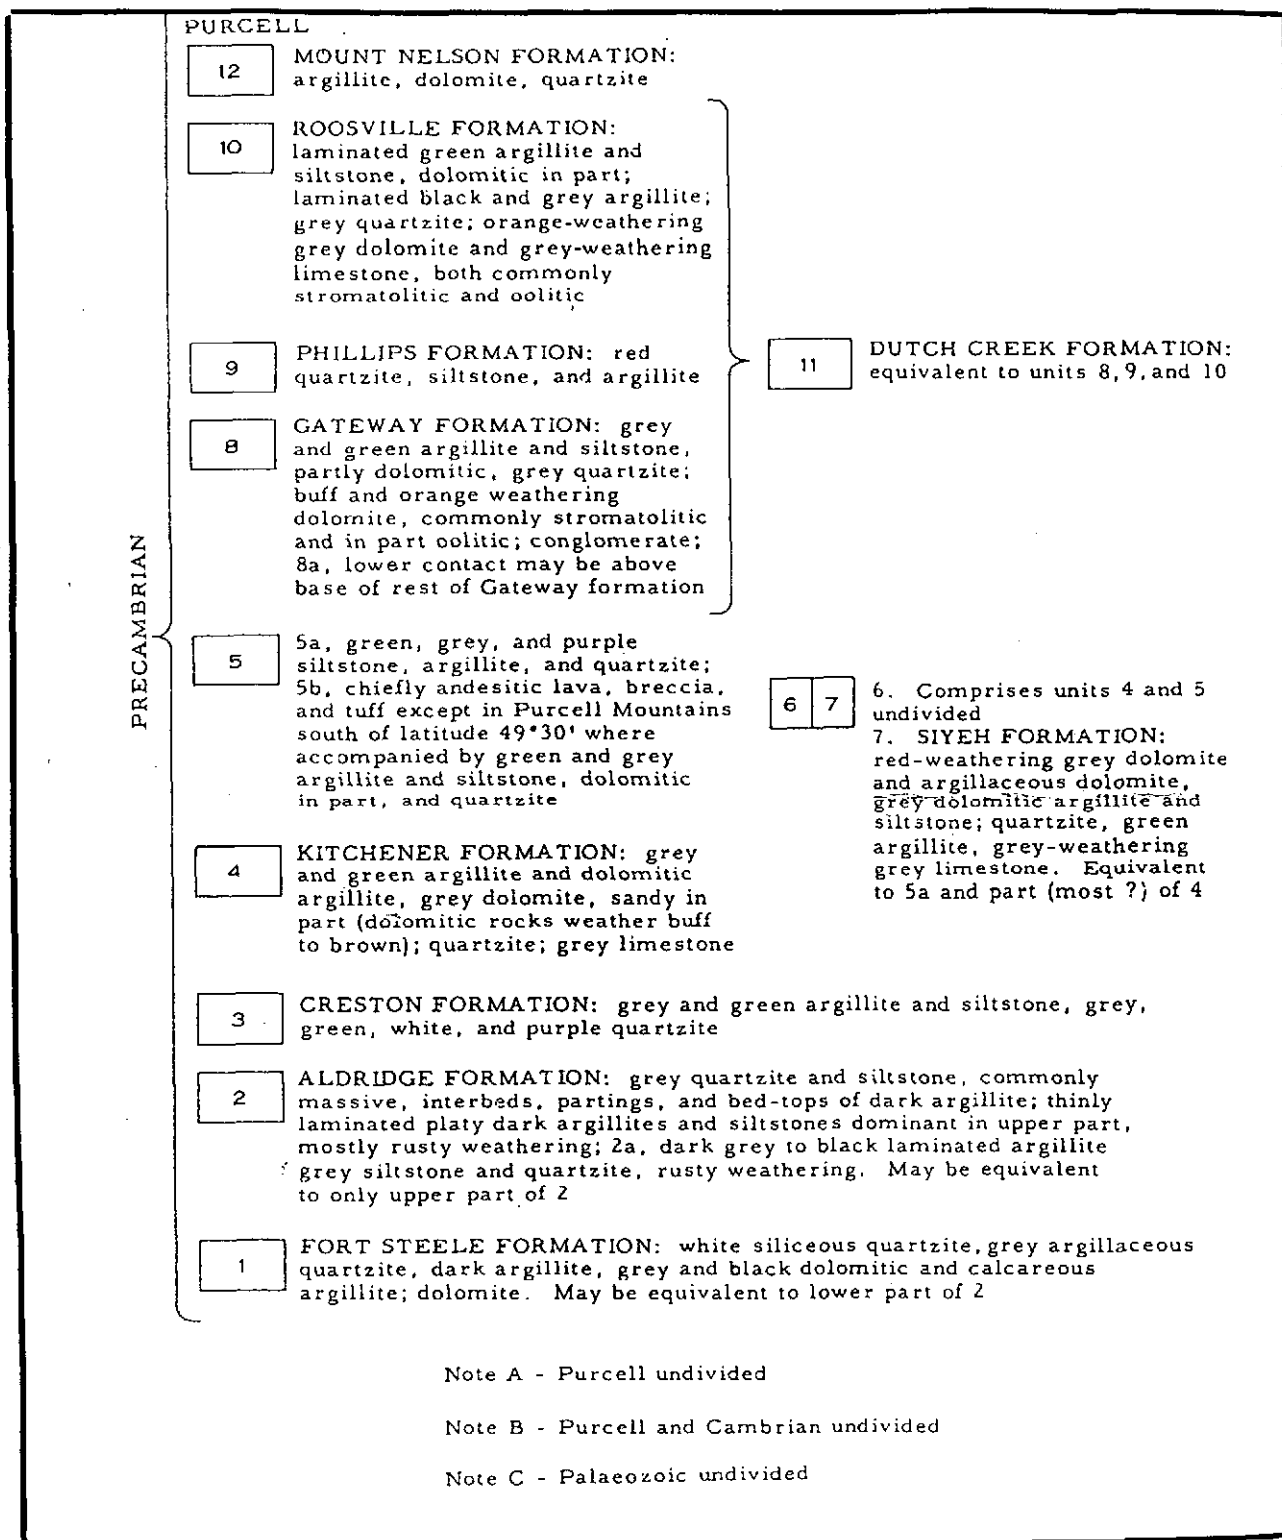 PURCELL
12
MOUNT NELSON FORMATION:
argillite, dolomite, quartzite
10
ROOSVILLE FORMATION:
laminated green argillite and
siltstone, dolomitic in part;
laminated black and grey argillite;
grey quartzite; orange-weathering
grey dolomite and grey-weathering
limestone, both commonly
stromatolitic and oolitic
9
PHILLIPS FORMATION: red
quartzite, siltstone, and argillite
11
DUTCH CREEK FORMATION:
equivalent to units 8, 9, and 10
8
GATEWAY FORMATION: grey
and green argillite and siltstone,
partly dolomitic, grey quartzite;
buff and orange weathering
dolomite, commonly stromatolitic
and in part oolitic; conglomerate;
8a, lower contact may be above
base of rest of Gateway formation
PRECAMBRIAN
5
5a, green, grey, and purple
siltstone, argillite, and quartzite;
5b, chiefly andesitic lava, breccia,
and tuff except in Purcell Mountains
south of latitude 49°30' where
accompanied by green and grey
argillite and siltstone, dolomitic
in part, and quartzite
6 7
6. Comprises units 4 and 5
undivided
7. SIYEH FORMATION:
red-weathering grey dolomite
and argillaceous dolomite,
grey dolomitic argillite and
siltstone; quartzite, green
argillite, grey-weathering
grey limestone. Equivalent
to 5a and part (most ?) of 4
4
KITCHENER FORMATION: grey
and green argillite and dolomitic
argillite, grey dolomite, sandy in
part (dolomitic rocks weather buff
to brown); quartzite; grey limestone
3
CRESTON FORMATION: grey and green argillite and siltstone, grey,
green, white, and purple quartzite
2
ALDRIDGE FORMATION: grey quartzite and siltstone, commonly
massive, interbeds, partings, and bed-tops of dark argillite; thinly
laminated platy dark argillites and siltstones dominant in upper part,
mostly rusty weathering; 2a, dark grey to black laminated argillite
grey siltstone and quartzite, rusty weathering. May be equivalent
to only upper part of 2
1
FORT STEELE FORMATION: white siliceous quartzite, grey argillaceous
quartzite, dark argillite, grey and black dolomitic and calcareous
argillite; dolomite. May be equivalent to lower part of 2
Note A - Purcell undivided
Note B - Purcell and Cambrian undivided
Note C - Palaeozoic undivided